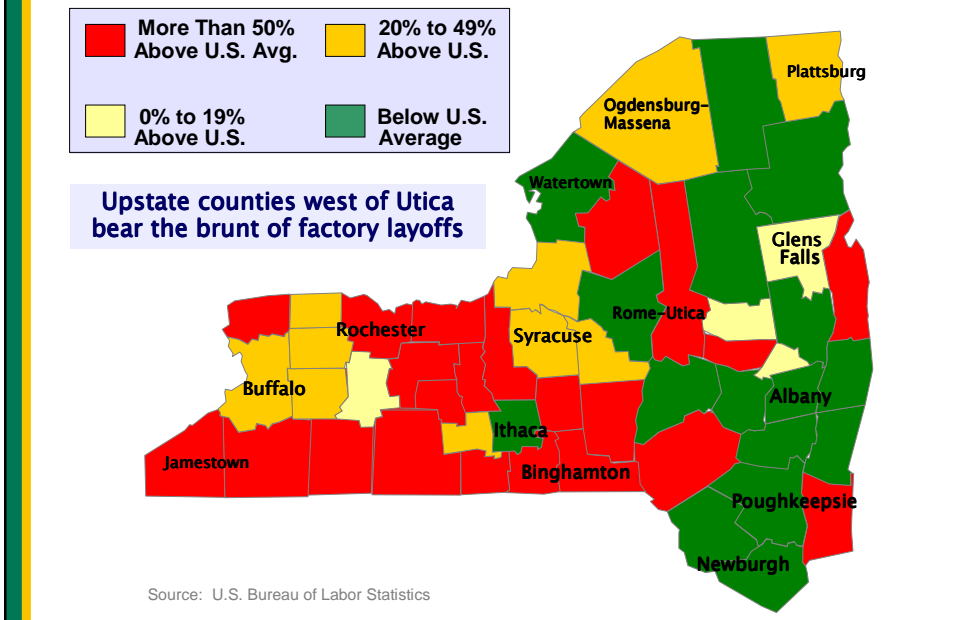 More Than 50%
Above U.S. Avg.
20% to 49%
Above U.S.
0% to 19%
Above U.S.
Below U.S.
Average
Upstate counties west of Utica
bear the brunt of factory layoffs
Plattsburg
Ogdensburg-
Massena
Watertown
Glens
Falls
Rome-Utica
Rochester
Syracuse
Buffalo
Albany
Ithaca
Jamestown
Binghamton
Poughkeepsie
Newburgh
Source: U.S. Bureau of Labor Statistics